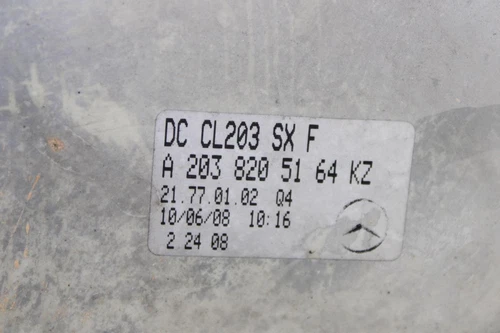 DC CL203 SX F
A 203 820 51 64 KZ
21.77.01.02 Q4
10/06/08 10:16
2 24 08